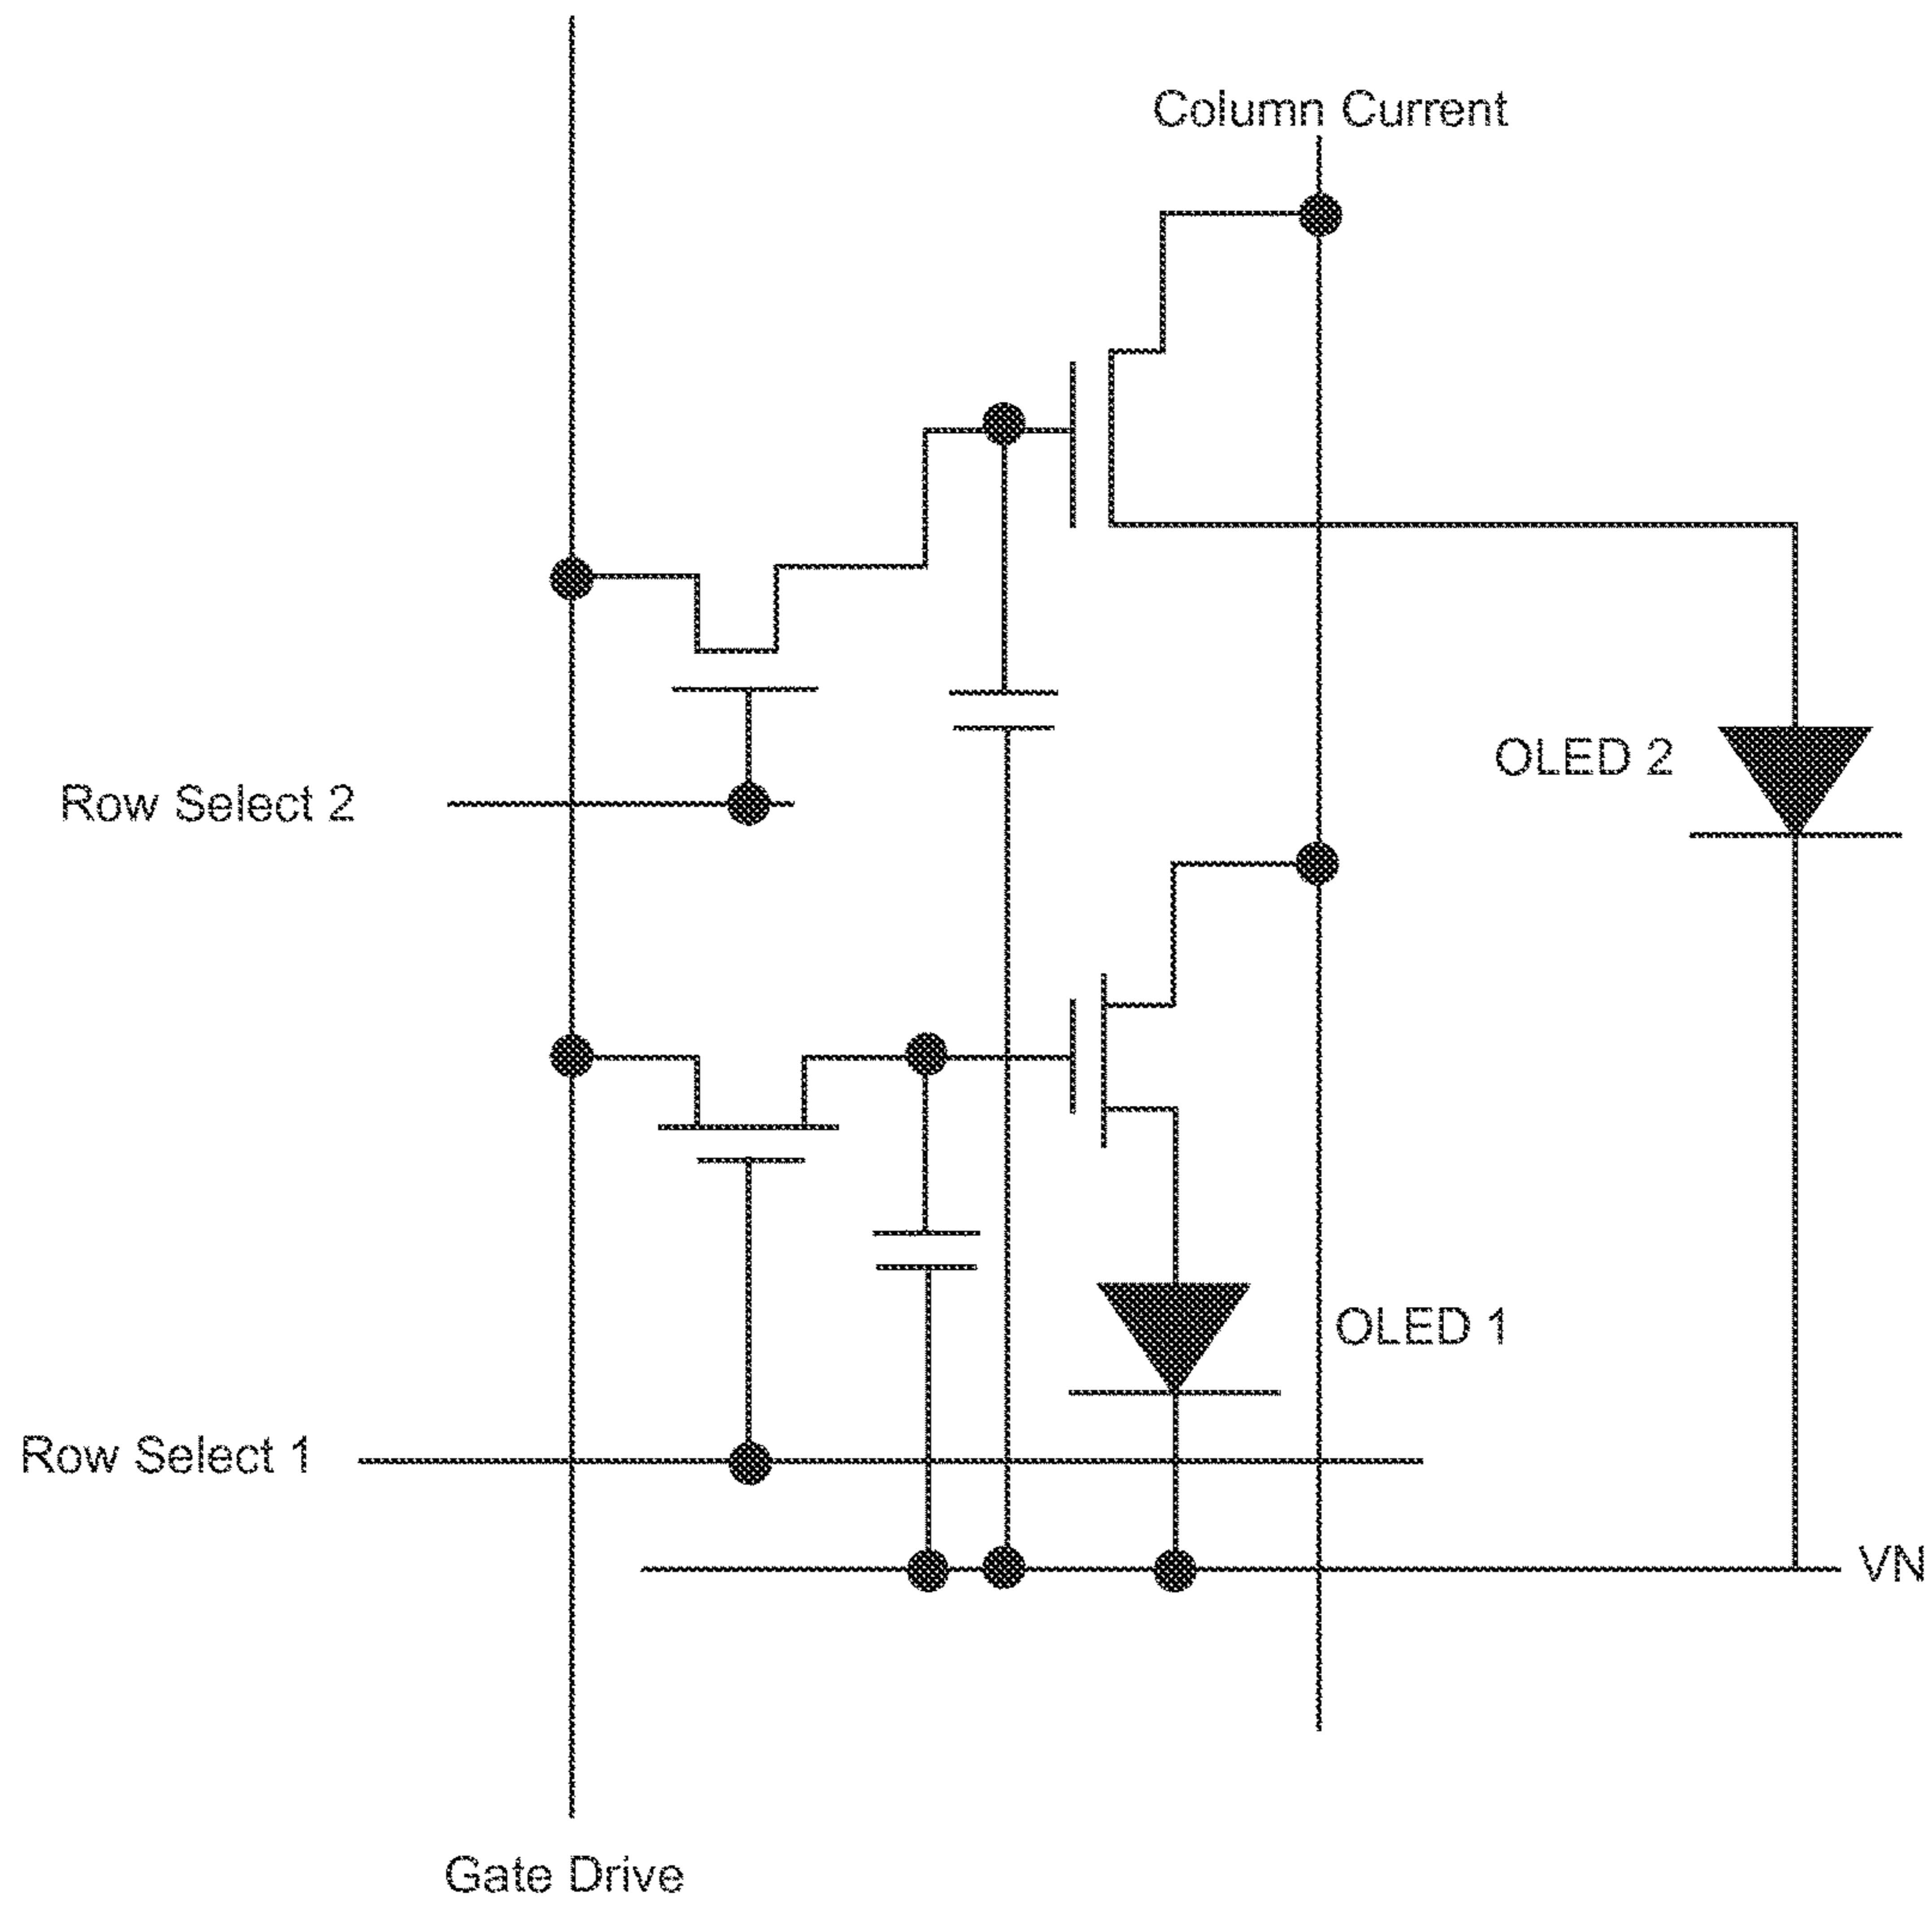 Column Current
OLED 2
Row Select 2
OLED 1
Row Select 1
VN
Gate Drive